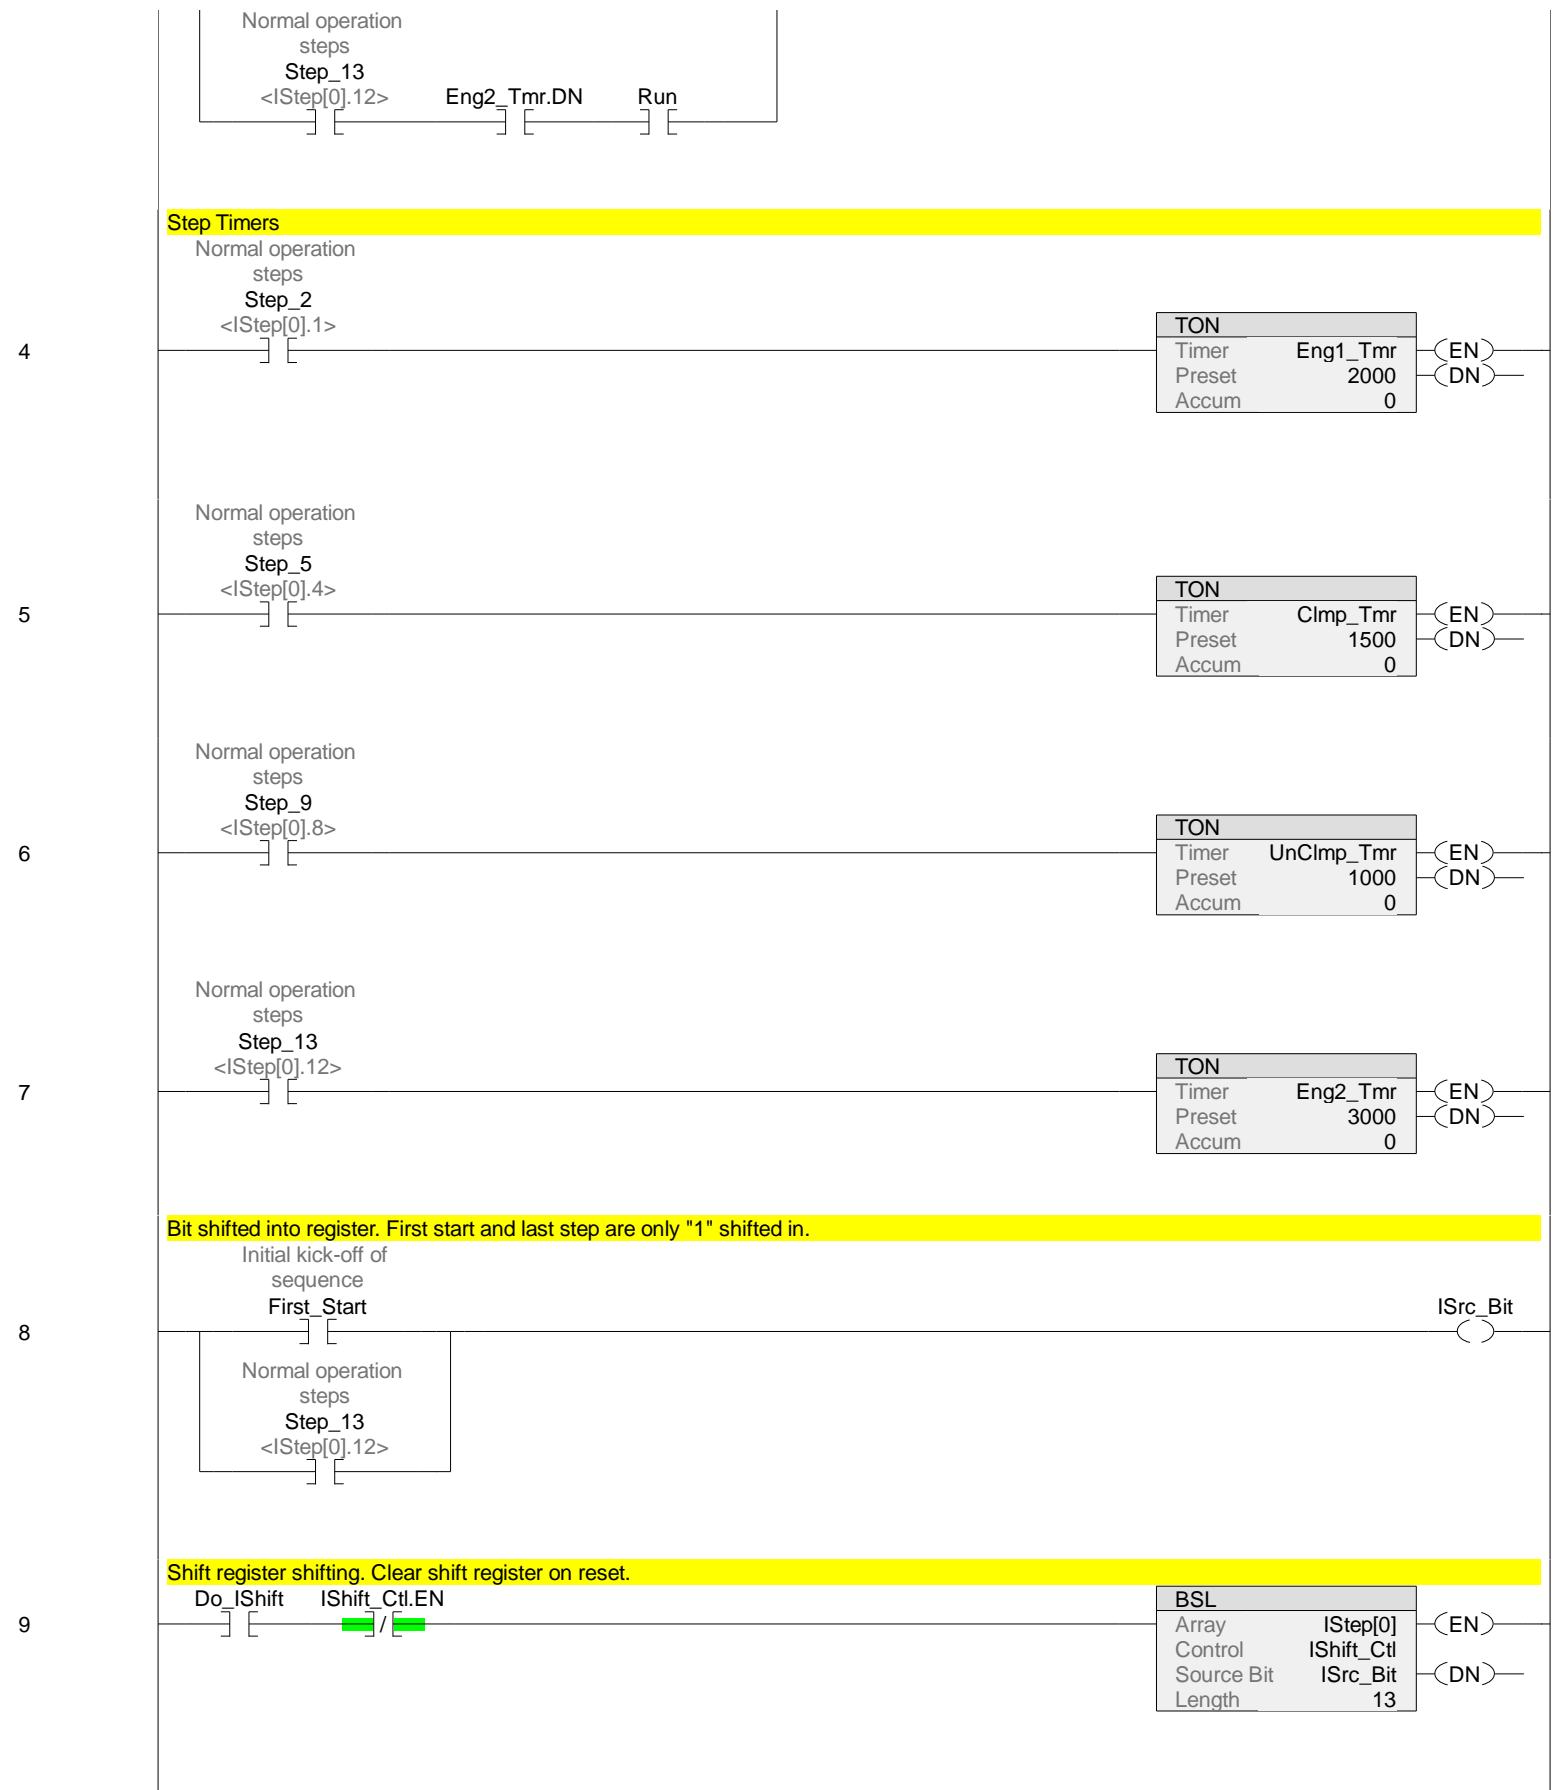 Normal operation
steps
Step_13
<IStep[0].12> Eng2_Tmr.DN Run
Step Timers
Normal operation
steps
Step_2
<IStep[0].1>
4
TON
Timer Eng1_Tmr
Preset 2000
Accum 0
EN
DN
Normal operation
steps
Step_5
<IStep[0].4>
5
TON
Timer Clmp_Tmr
Preset 1500
Accum 0
EN
DN
Normal operation
steps
Step_9
<IStep[0].8>
6
TON
Timer UnClmp_Tmr
Preset 1000
Accum 0
EN
DN
Normal operation
steps
Step_13
<IStep[0].12>
7
TON
Timer Eng2_Tmr
Preset 3000
Accum 0
EN
DN
Bit shifted into register. First start and last step are only "1" shifted in.
Initial kick-off of
sequence
First_Start
ISrc_Bit
8
Normal operation
steps
Step_13
<IStep[0].12>
Shift register shifting. Clear shift register on reset.
Do_IShift IShift_Ctl.EN
/
9
BSL
Array IStep[0]
Control IShift_Ctl
Source Bit ISrc_Bit
Length 13
EN
DN